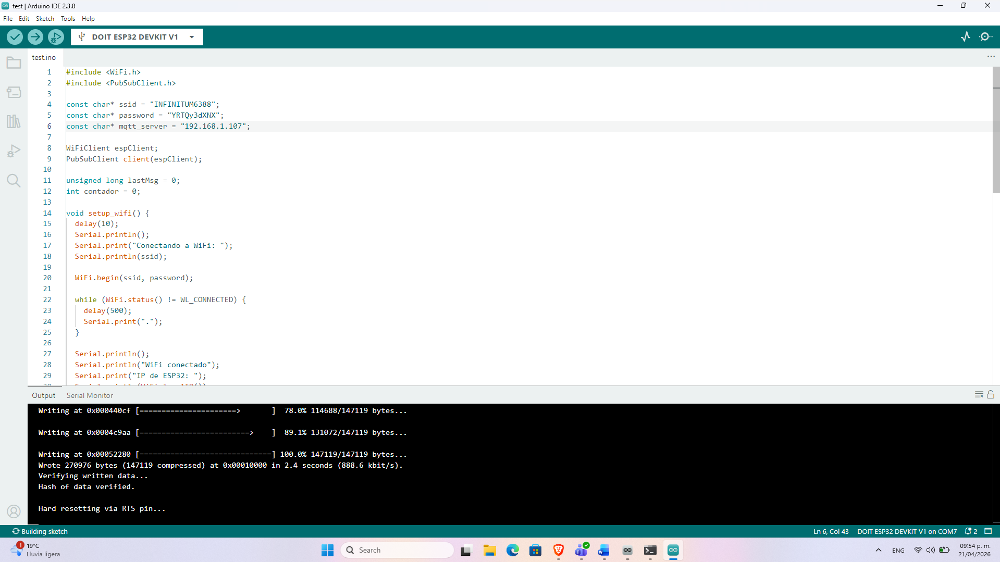 test | Arduino IDE 2.3.8
File Edit Sketch Tools Help
DOIT ESP32 DEVKIT V1
test.ino
1 #include <WiFi.h>
2 #include <PubSubClient.h>
3
4 const char* ssid = "INFINITUM6388";
5 const char* password = "YRTQy3dXNX";
6 const char* mqtt_server = "192.168.1.107";
7
8 WiFiClient espClient;
9 PubSubClient client(espClient);
10
11 unsigned long lastMsg = 0;
12 int contador = 0;
13
14 void setup_wifi() {
15 delay(10);
16 Serial.println();
17 Serial.print("Conectando a WiFi: ");
18 Serial.println(ssid);
19
20 WiFi.begin(ssid, password);
21
22 while (WiFi.status() != WL_CONNECTED) {
23 delay(500);
24 Serial.print(".");
25 }
26
27 Serial.println();
28 Serial.println("WiFi conectado");
29 Serial.print("IP de ESP32: ");
Output Serial Monitor
Writing at 0x000440cf [======================> ] 78.0% 114688/147119 bytes...
Writing at 0x0004c9aa [=========================> ] 89.1% 131072/147119 bytes...
Writing at 0x00052280 [==============================] 100.0% 147119/147119 bytes...
Wrote 270976 bytes (147119 compressed) at 0x00010000 in 2.4 seconds (888.6 kbit/s).
Verifying written data...
Hash of data verified.
Hard resetting via RTS pin...
Building sketch
Ln 6, Col 43 DOIT ESP32 DEVKIT V1 on COM7 2
1
19°C
Lluvia ligera
Search
ENG
09:54 p. m.
21/04/2026